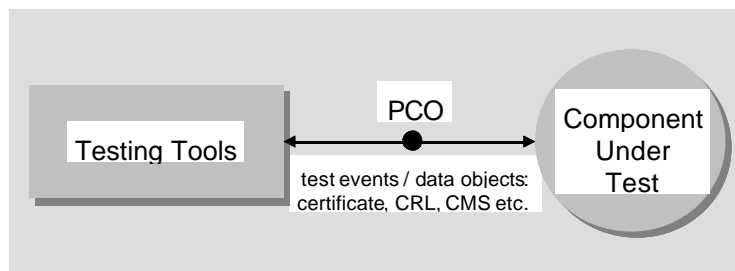 Testing Tools
PCO
test events / data objects:
certificate, CRL, CMS etc.
Component
Under
Test